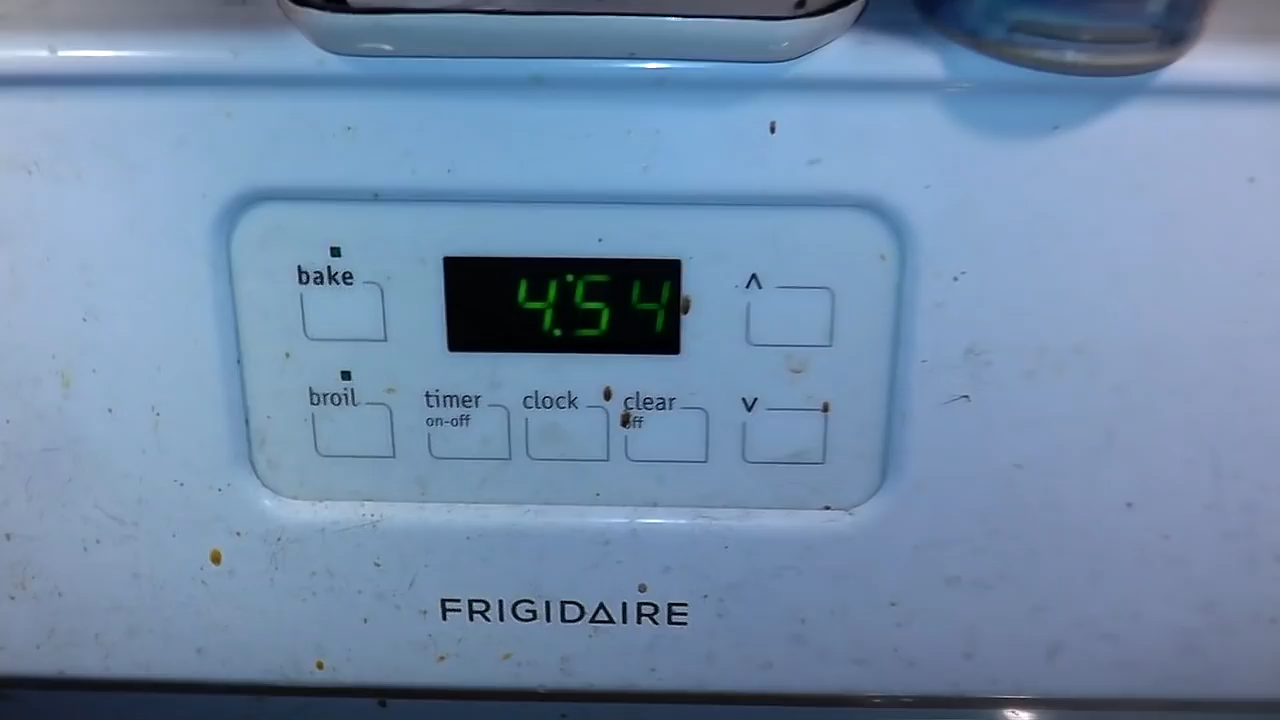 bake
4:54
^
broil
timer
on-off
clock
clear
off
v
FRIGIDAIRE